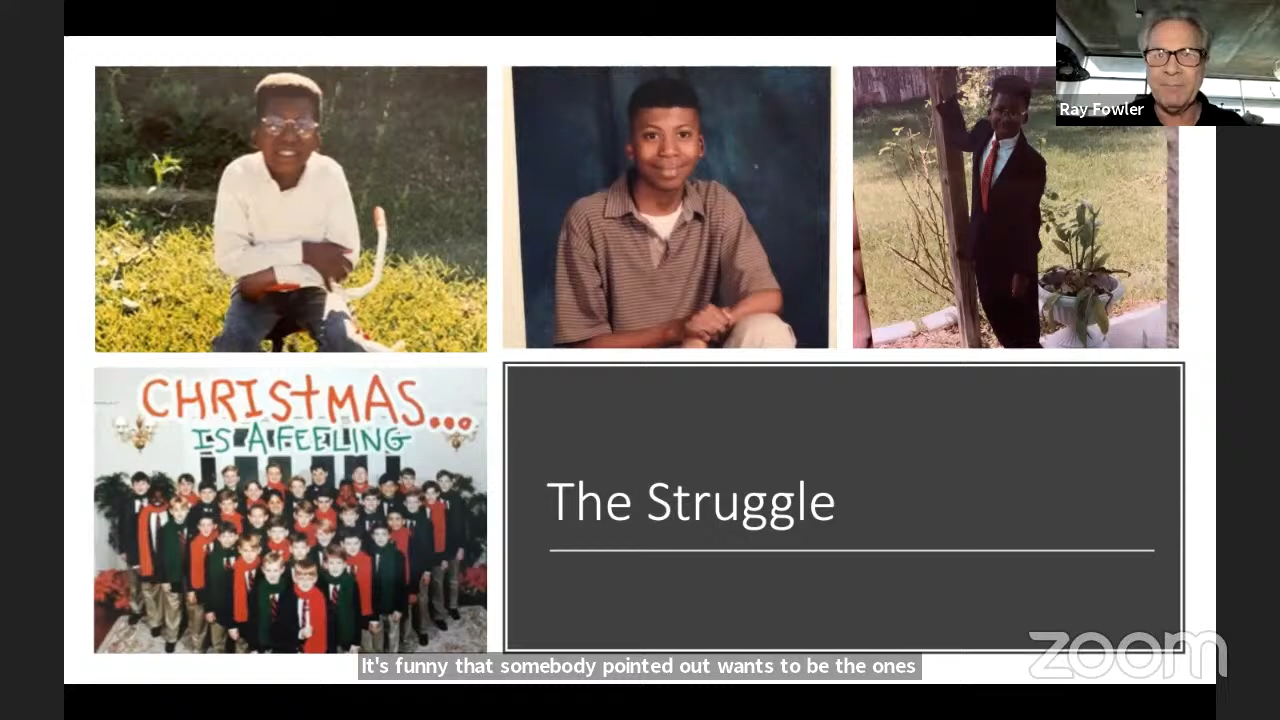 Ray Fowler
CHRISTMAS...
IS A FEELING
The Struggle
It's funny that somebody pointed out wants to be the ones
zoom